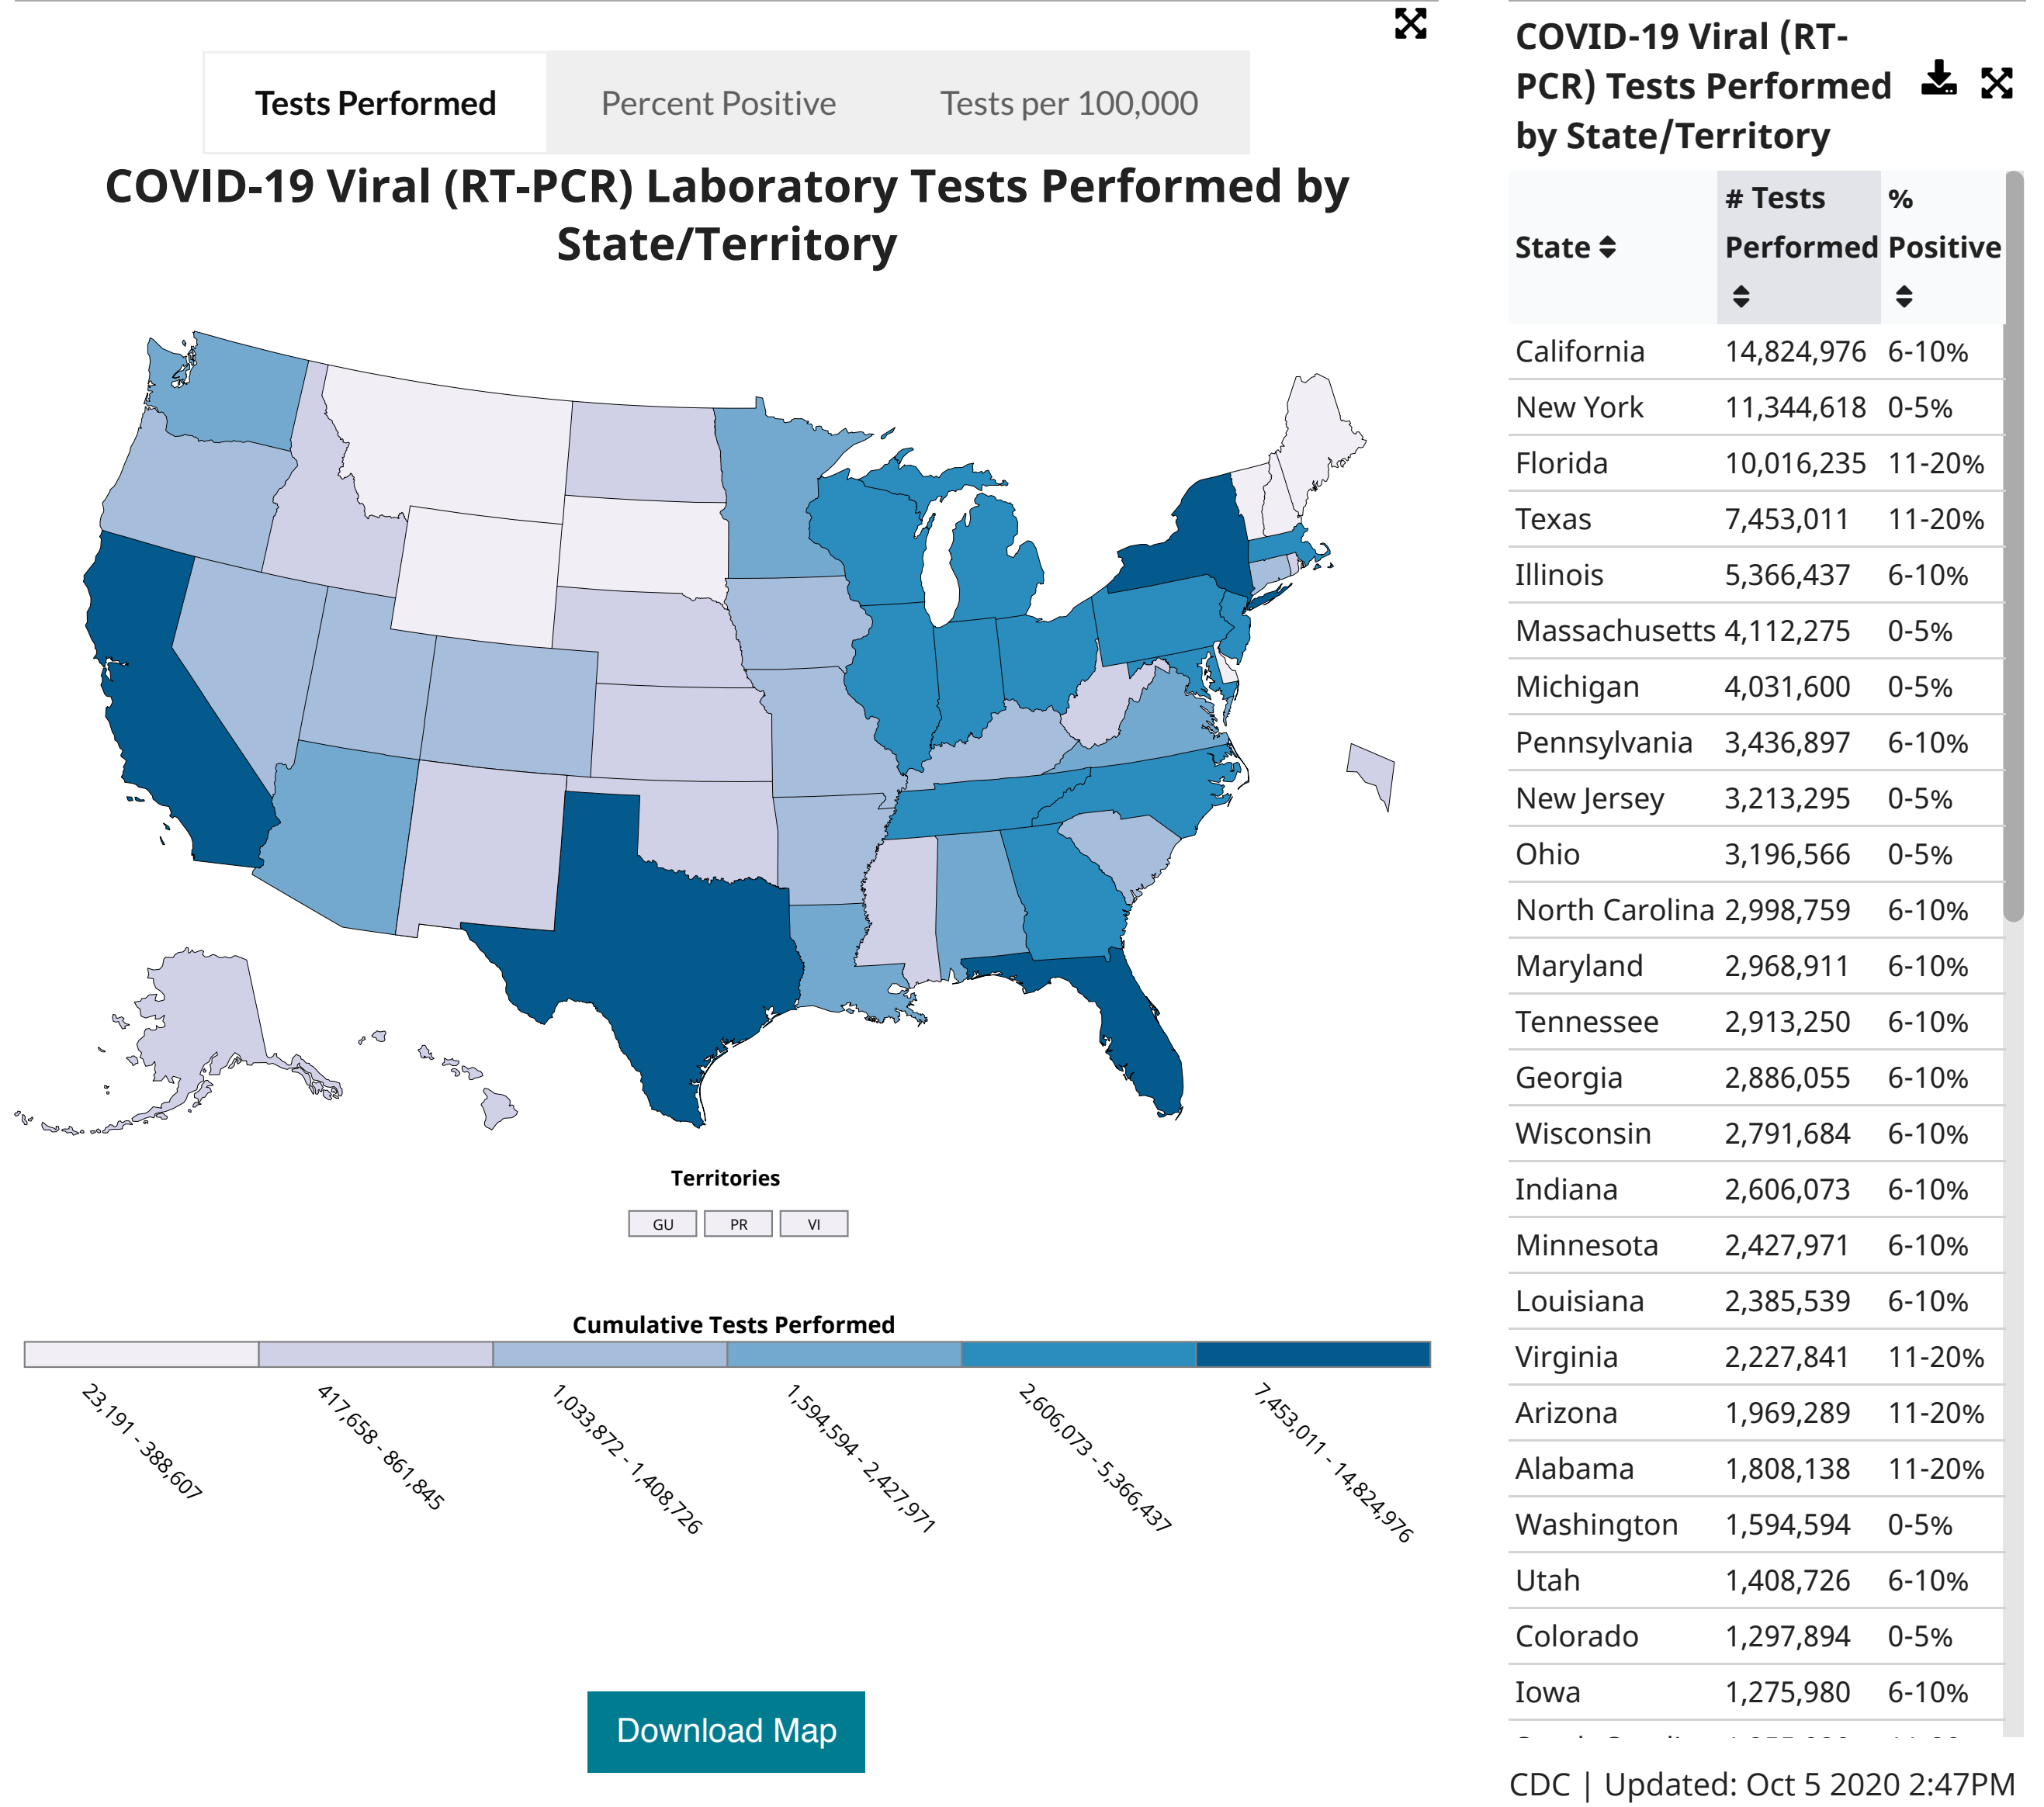 Tests Performed
Percent Positive
Tests per 100,000
COVID-19 Viral (RT-PCR) Laboratory Tests Performed by
State/Territory
Territories
GU
PR
VI
Cumulative Tests Performed
23,191 - 388,607
417,658 - 861,845
1,033,872 - 1,408,726
1,594,594 - 2,427,971
2,606,073 - 5,366,437
7,453,011 - 14,824,976
Download Map
COVID-19 Viral (RT-
PCR) Tests Performed
by State/Territory
State # Tests Performed % Positive
California 14,824,976 6-10%
New York 11,344,618 0-5%
Florida 10,016,235 11-20%
Texas 7,453,011 11-20%
Illinois 5,366,437 6-10%
Massachusetts 4,112,275 0-5%
Michigan 4,031,600 0-5%
Pennsylvania 3,436,897 6-10%
New Jersey 3,213,295 0-5%
Ohio 3,196,566 0-5%
North Carolina 2,998,759 6-10%
Maryland 2,968,911 6-10%
Tennessee 2,913,250 6-10%
Georgia 2,886,055 6-10%
Wisconsin 2,791,684 6-10%
Indiana 2,606,073 6-10%
Minnesota 2,427,971 6-10%
Louisiana 2,385,539 6-10%
Virginia 2,227,841 11-20%
Arizona 1,969,289 11-20%
Alabama 1,808,138 11-20%
Washington 1,594,594 0-5%
Utah 1,408,726 6-10%
Colorado 1,297,894 0-5%
Iowa 1,275,980 6-10%
CDC | Updated: Oct 5 2020 2:47PM